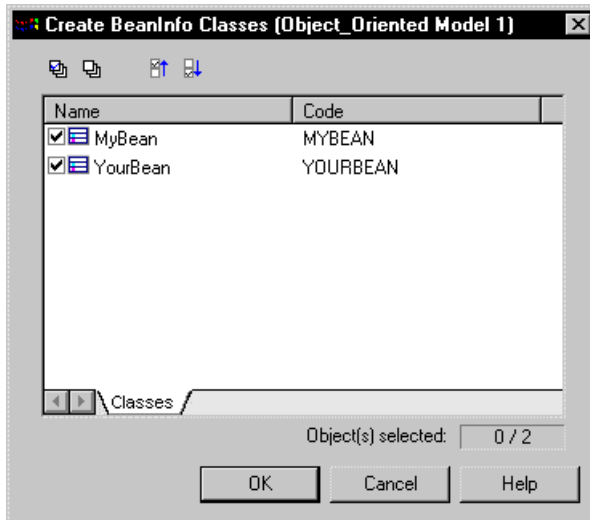 Create BeanInfo Classes (Object_Oriented Model 1)
Name Code
MyBean MYBEAN
YourBean YOURBEAN
Classes
Object(s) selected: 0 / 2
OK Cancel Help